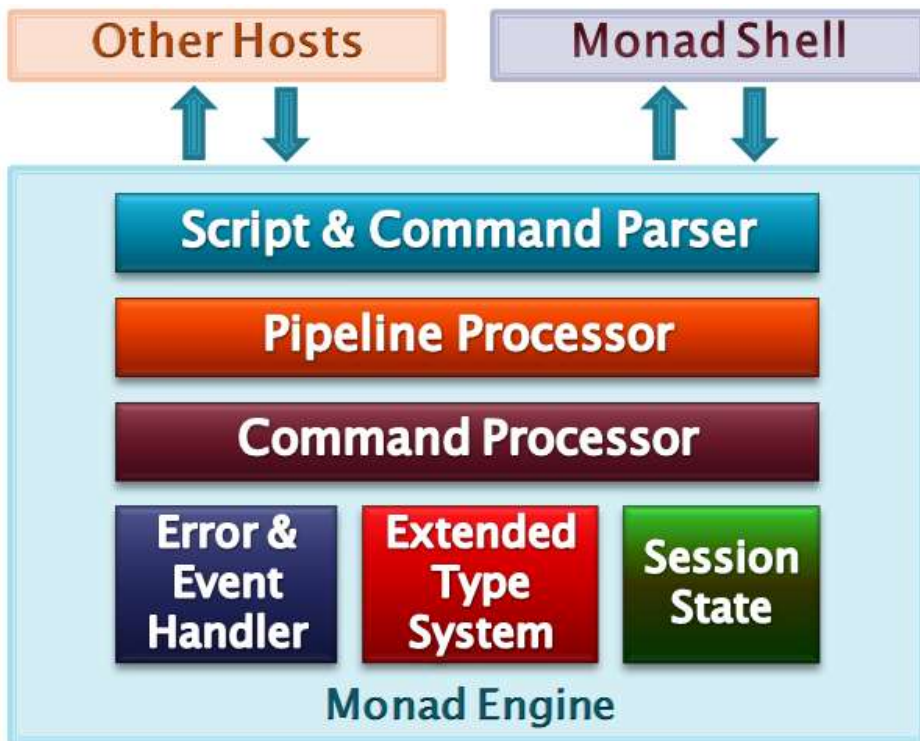 Other Hosts
Monad Shell
Script & Command Parser
Pipeline Processor
Command Processor
Error &
Event
Handler
Extended
Type
System
Session
State
Monad Engine